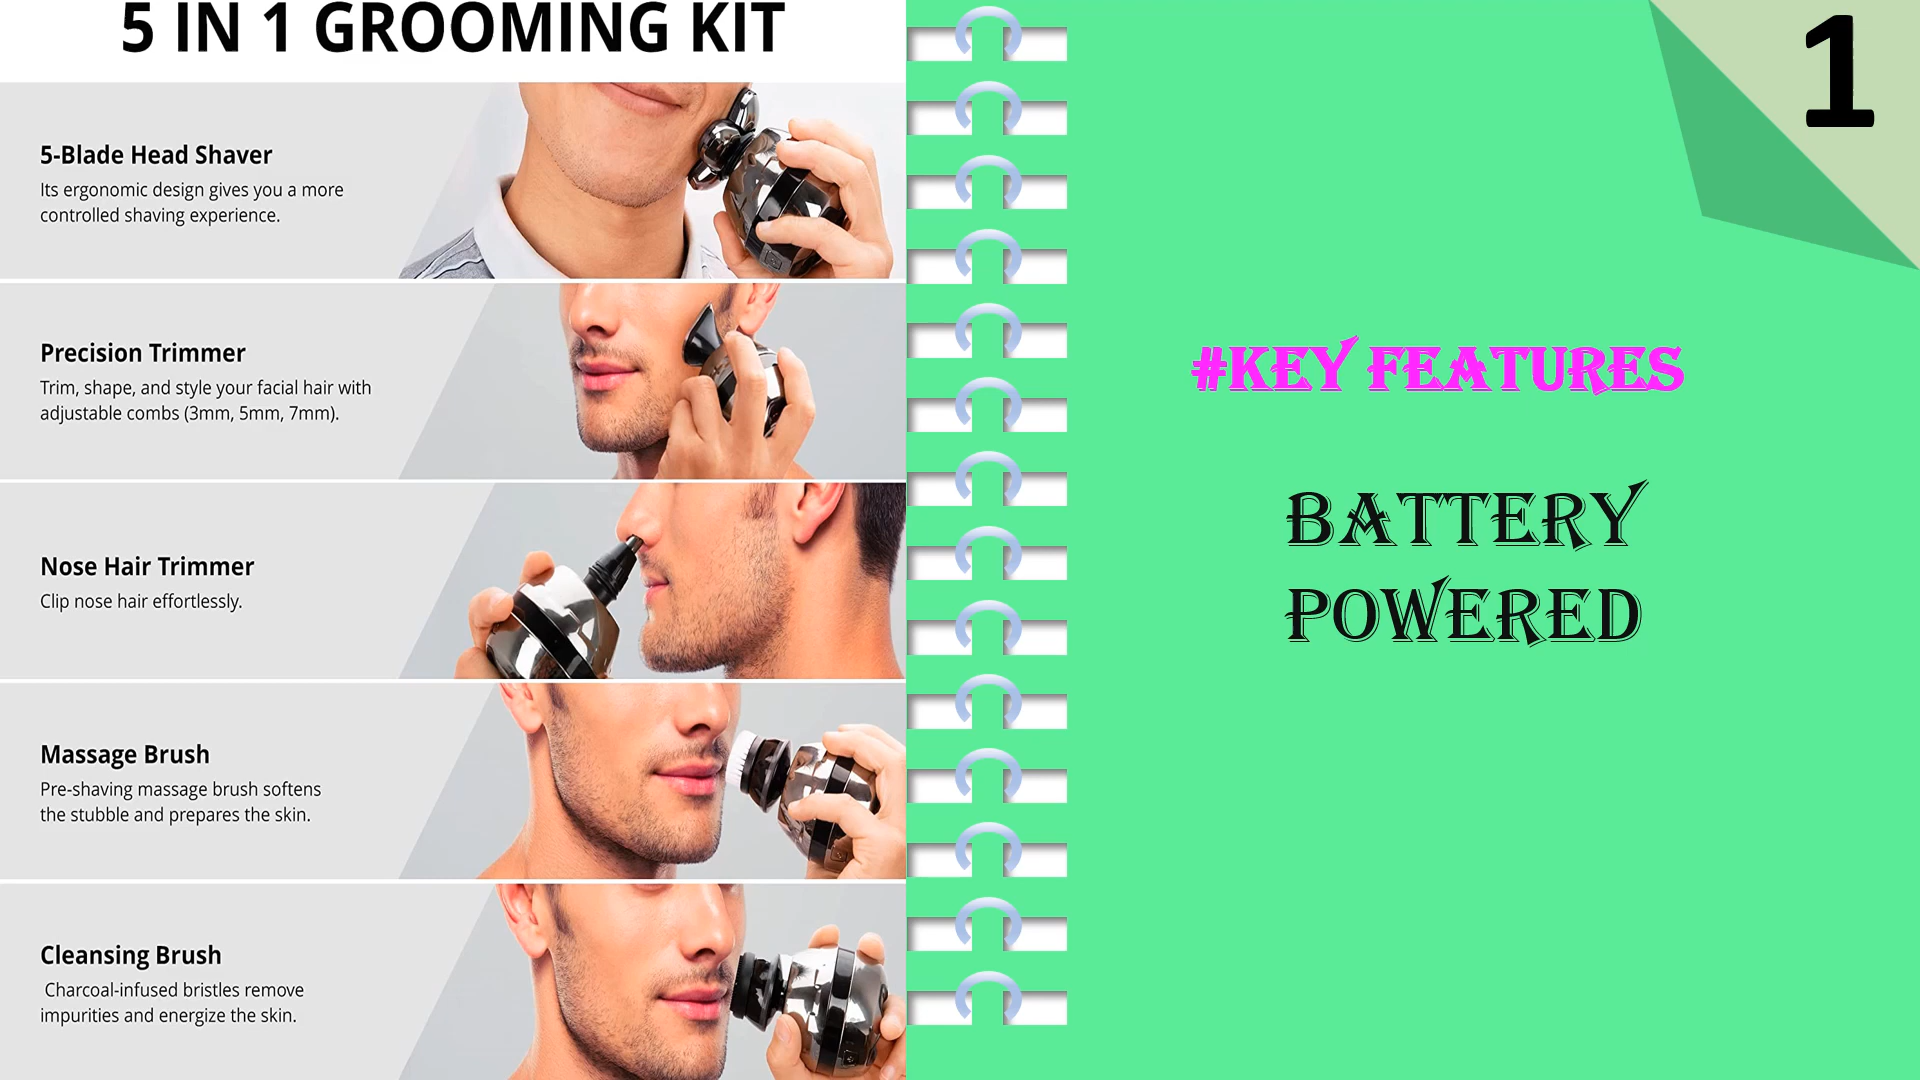 5 IN 1 GROOMING KIT
5-Blade Head Shaver
Its ergonomic design gives you a more
controlled shaving experience.
Precision Trimmer
Trim, shape, and style your facial hair with
adjustable combs (3mm, 5mm, 7mm).
Nose Hair Trimmer
Clip nose hair effortlessly.
Massage Brush
Pre-shaving massage brush softens
the stubble and prepares the skin.
Cleansing Brush
Charcoal-infused bristles remove
impurities and energize the skin.
1
#KEY FEATURES
BATTERY
POWERED